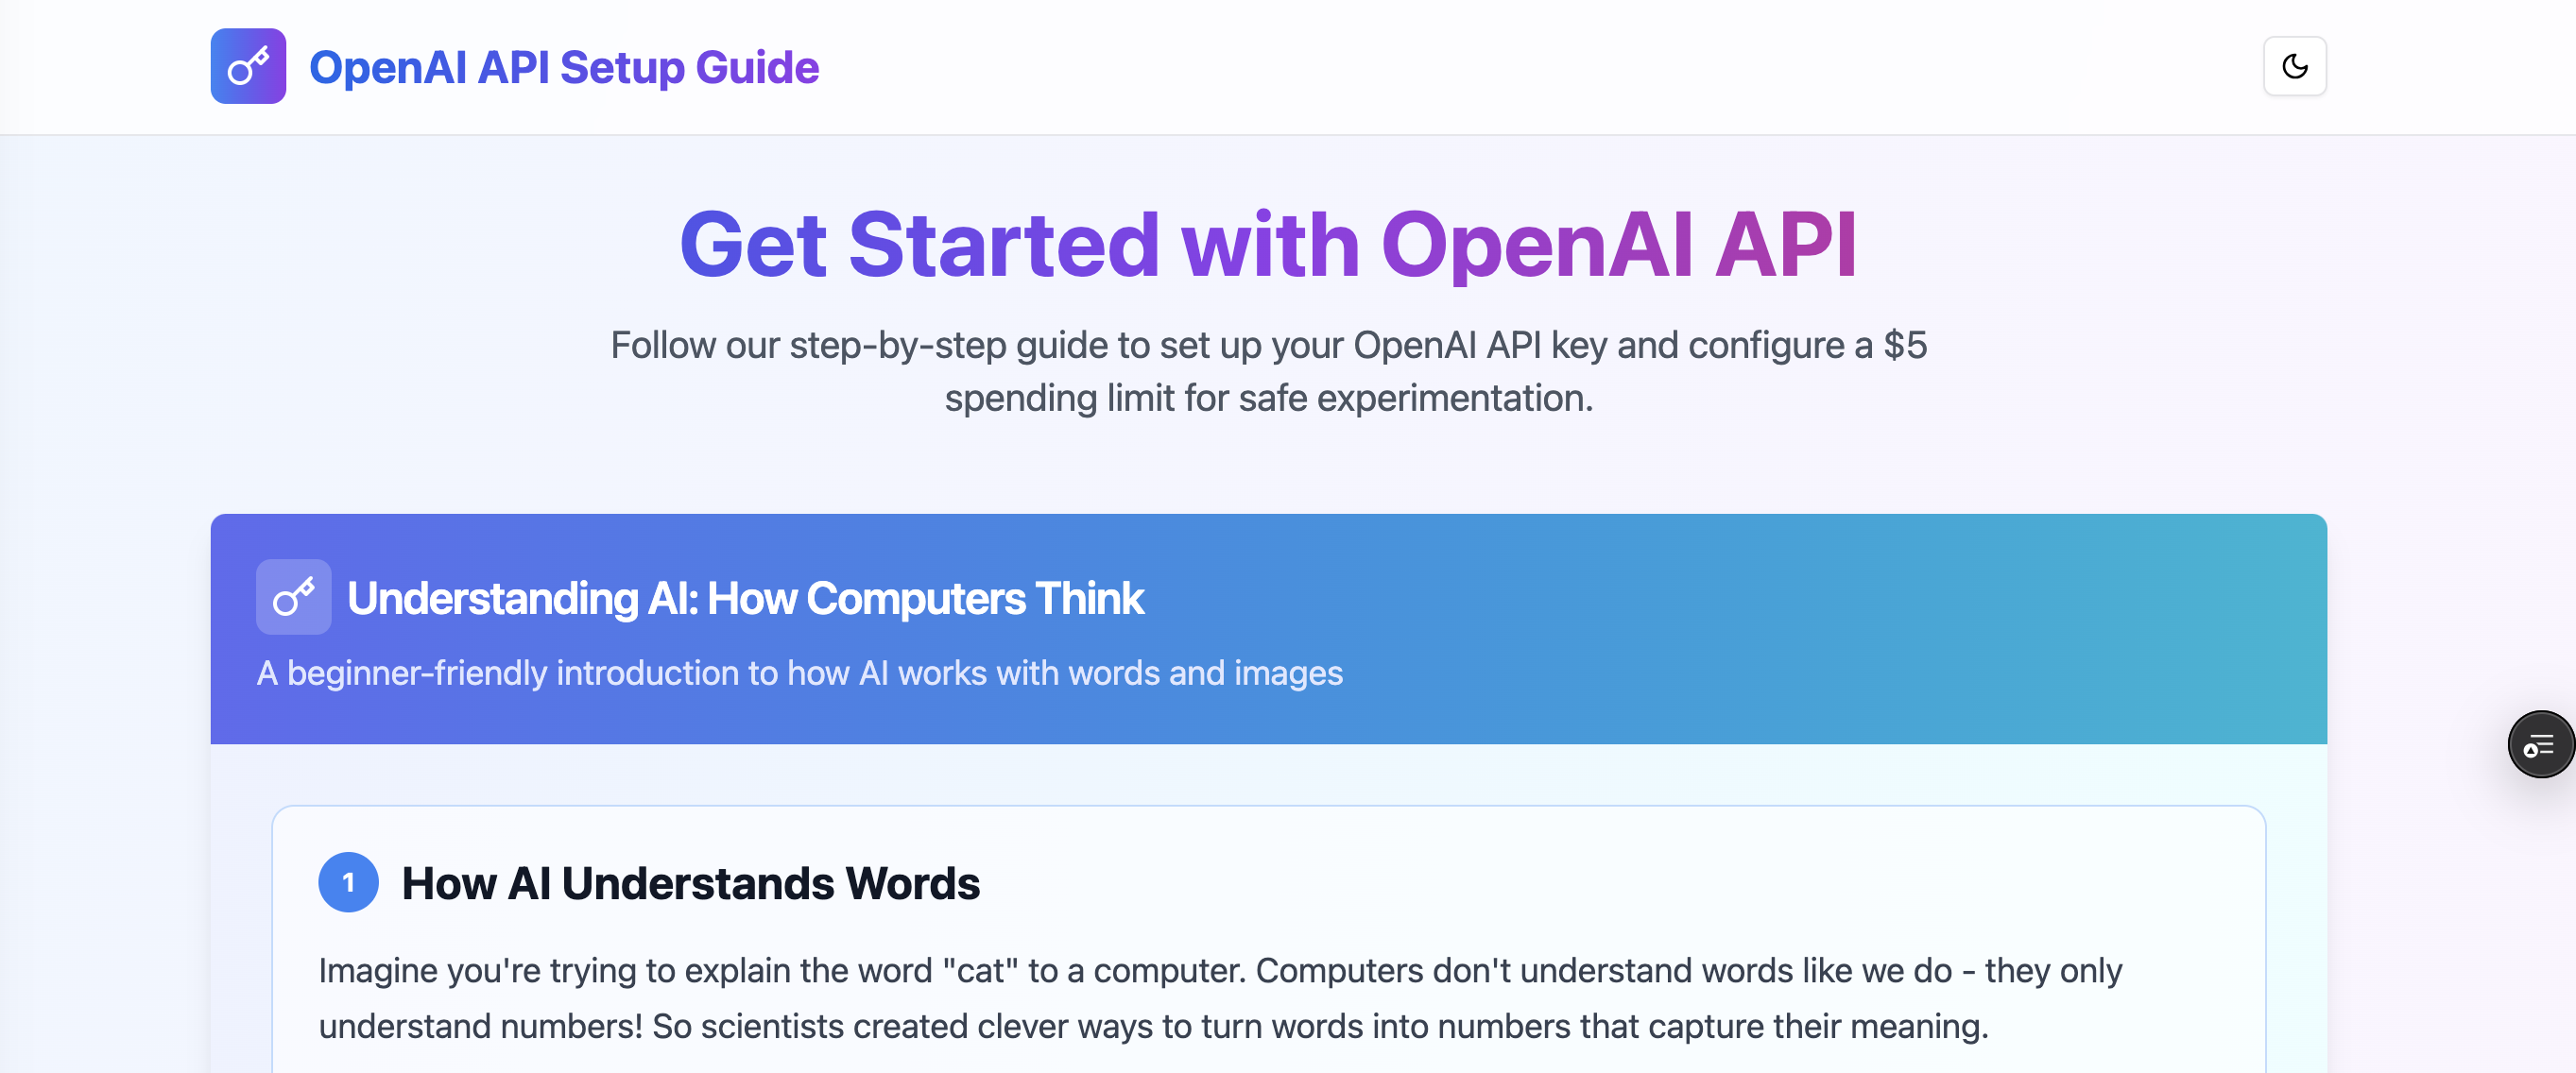 OpenAI API Setup Guide
Get Started with OpenAI API
Follow our step-by-step guide to set up your OpenAI API key and configure a $5
spending limit for safe experimentation.
Understanding AI: How Computers Think
A beginner-friendly introduction to how AI works with words and images
1 How AI Understands Words
Imagine you're trying to explain the word "cat" to a computer. Computers don't understand words like we do - they only
understand numbers! So scientists created clever ways to turn words into numbers that capture their meaning.